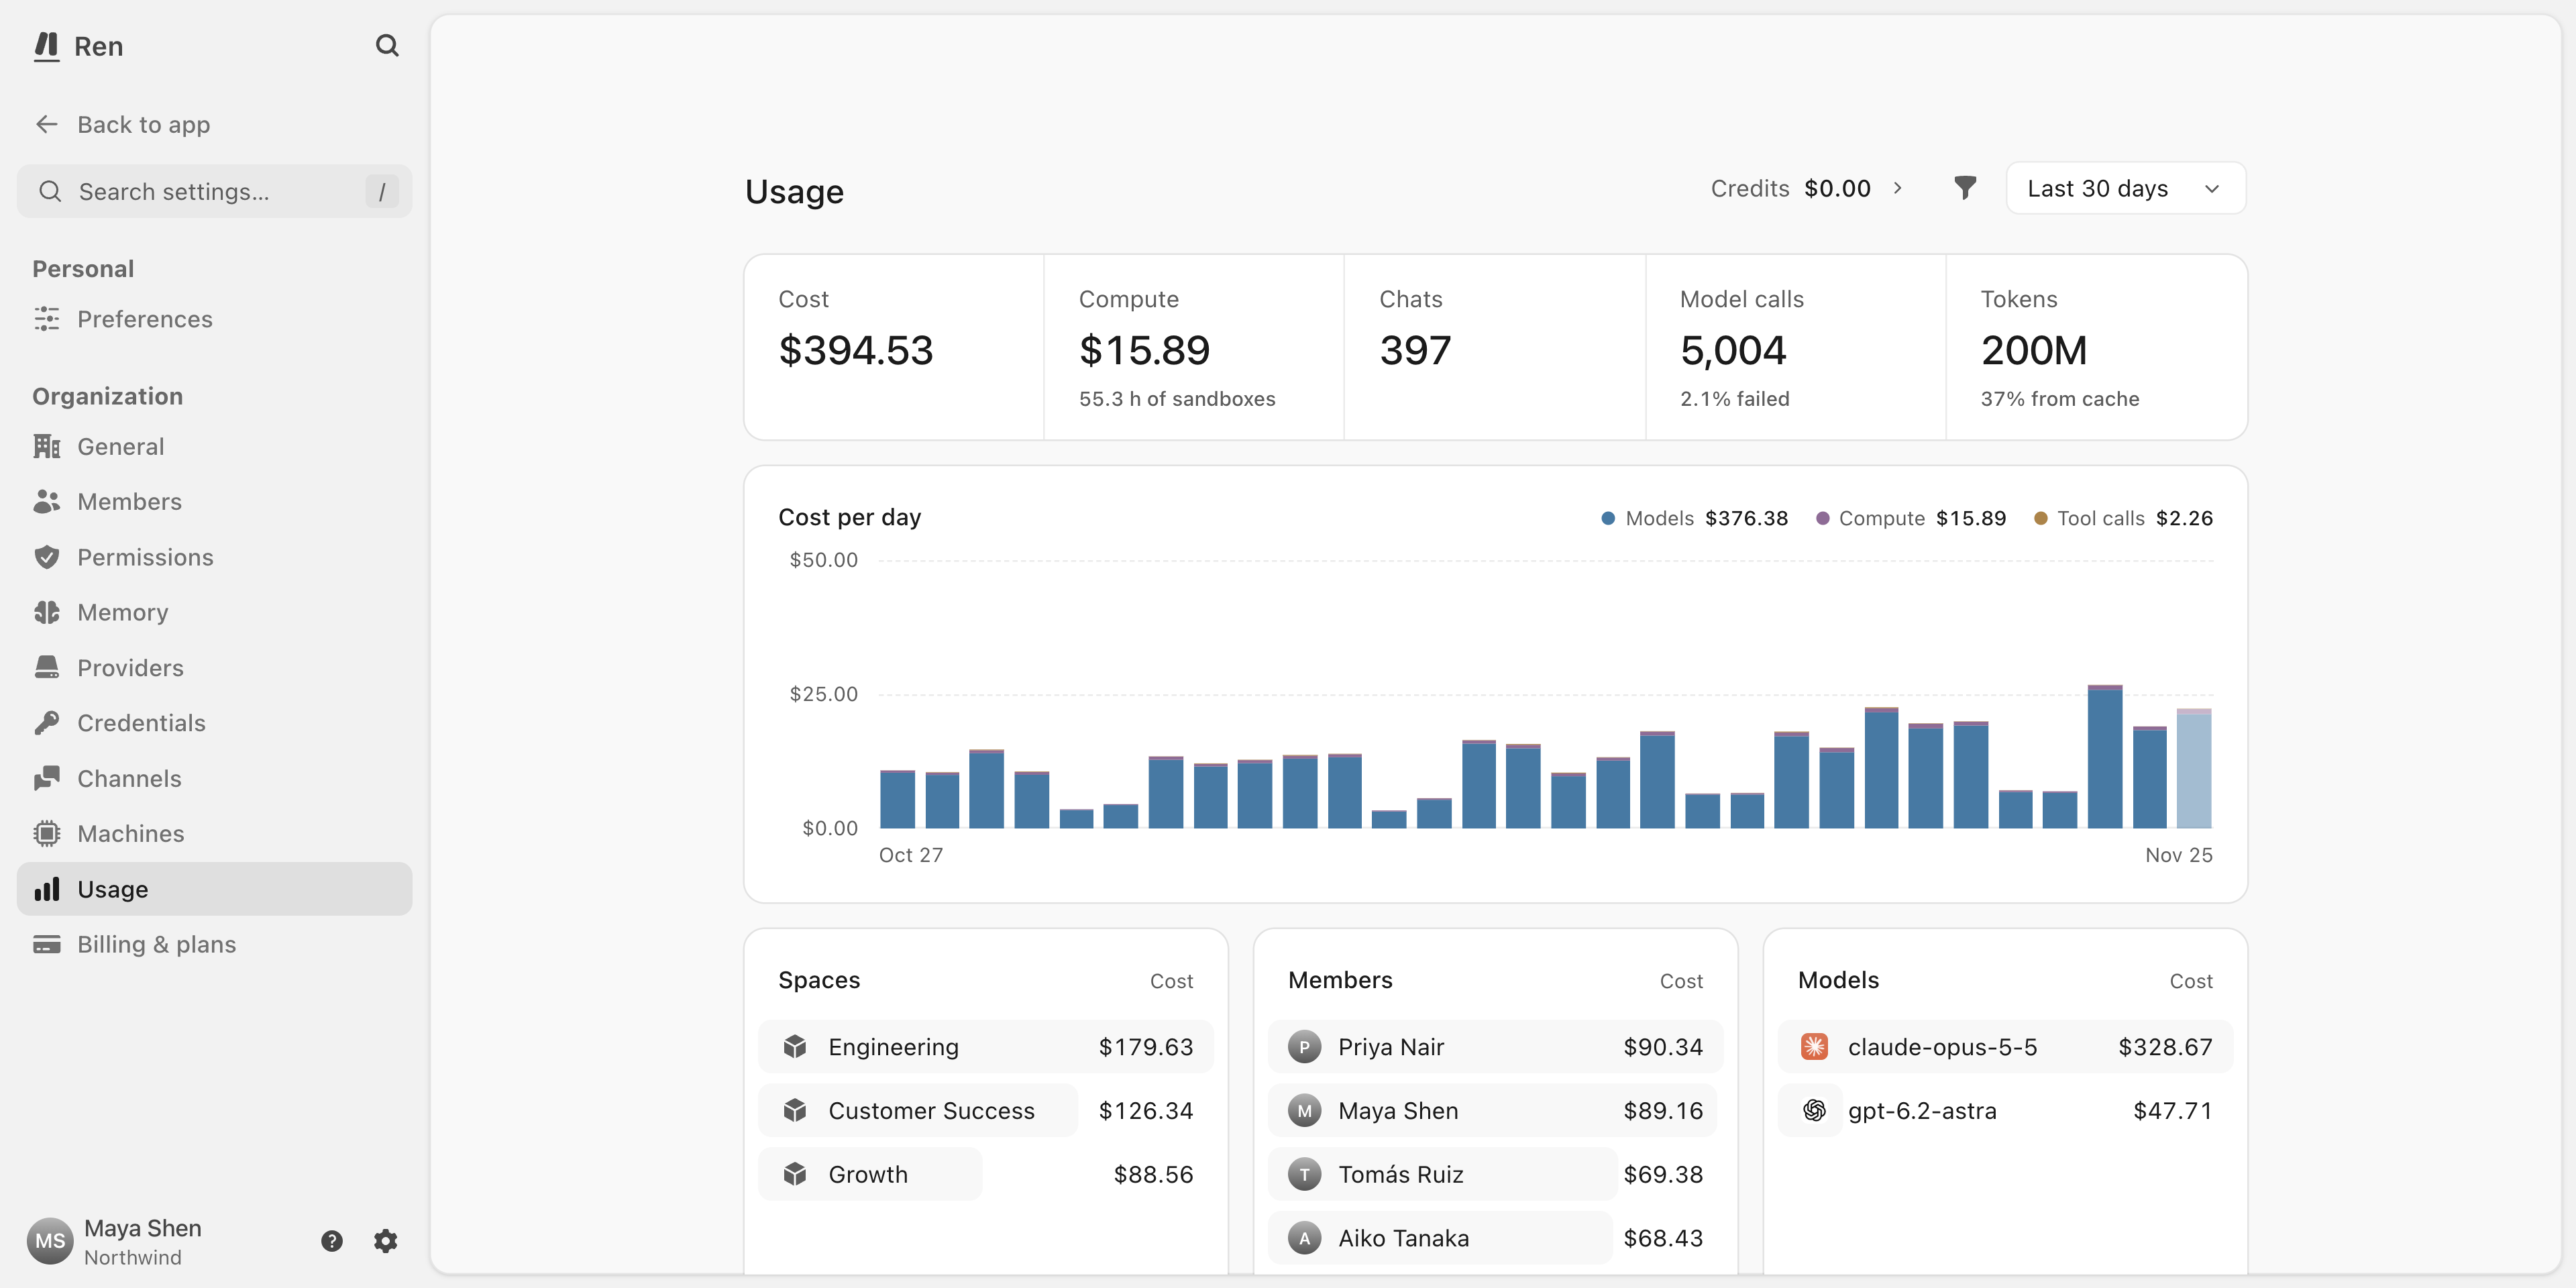 Ren
Back to app
Search settings... /
Personal
Preferences
Organization
General
Members
Permissions
Memory
Providers
Credentials
Channels
Machines
Usage
Billing & plans
MS
Maya Shen
Northwind
?
Usage
Credits $0.00
Last 30 days
Cost
$394.53
Compute
$15.89
55.3 h of sandboxes
Chats
397
Model calls
5,004
2.1% failed
Tokens
200M
37% from cache
Cost per day
Models $376.38
Compute $15.89
Tool calls $2.26
$50.00
$25.00
$0.00
Oct 27
Nov 25
Spaces Cost
Engineering $179.63
Customer Success $126.34
Growth $88.56
Members Cost
P Priya Nair $90.34
M Maya Shen $89.16
T Tomás Ruiz $69.38
A Aiko Tanaka $68.43
Models Cost
claude-opus-5-5 $328.67
gpt-6.2-astra $47.71